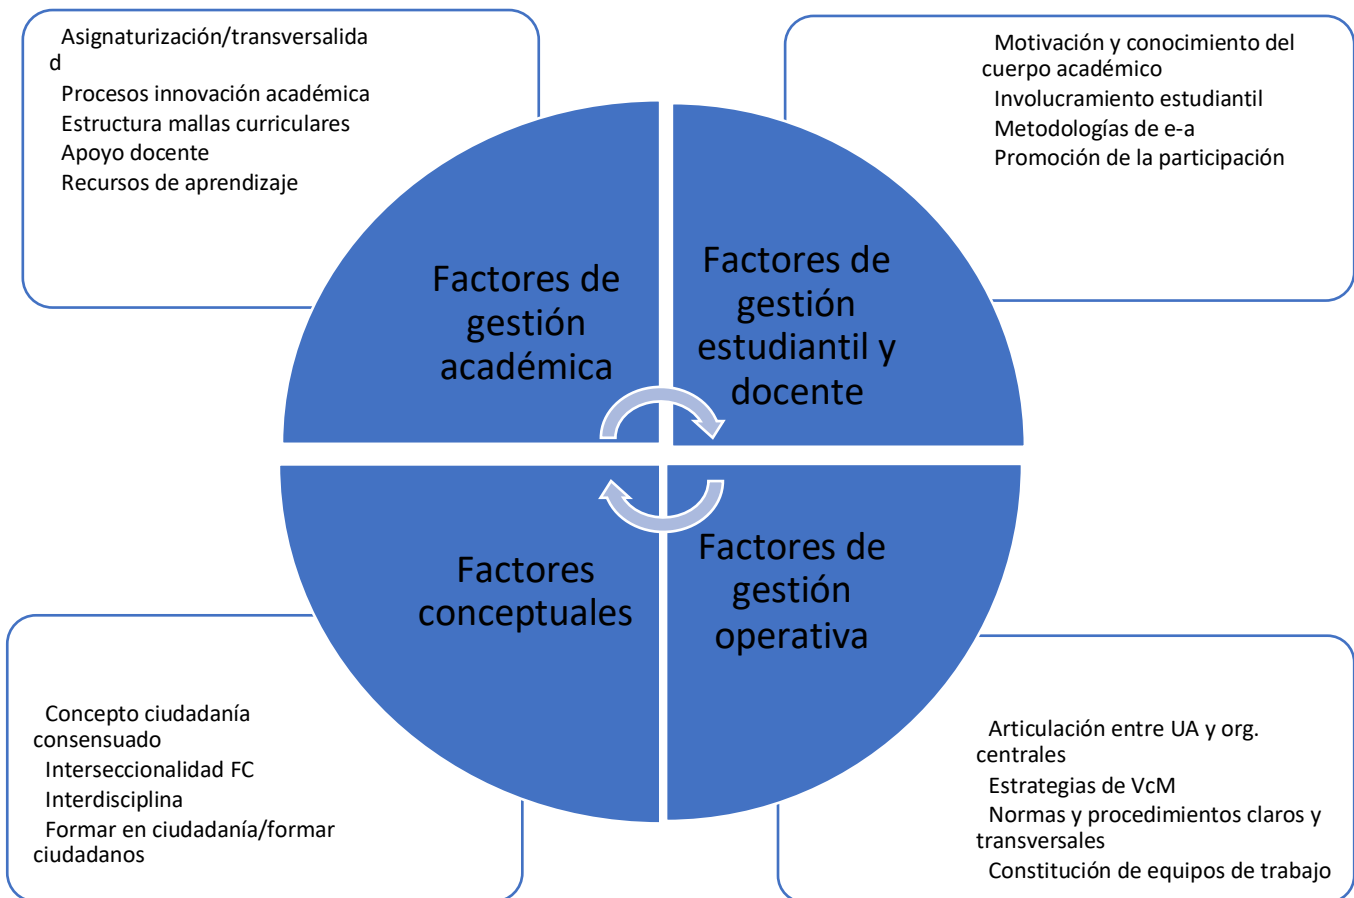 Asignaturización/transversalida
d
Procesos innovación académica
Estructura mallas curriculares
Apoyo docente
Recursos de aprendizaje
Motivación y conocimiento del
cuerpo académico
Involucramiento estudiantil
Metodologías de e-a
Promoción de la participación
Factores de
gestión
académica
Factores de
gestión
estudiantil y
docente
Factores
conceptuales
Factores de
gestión
operativa
Concepto ciudadanía
consensuado
Interseccionalidad FC
Interdisciplina
Formar en ciudadanía/formar
ciudadanos
Articulación entre UA y org.
centrales
Estrategias de VcM
Normas y procedimientos claros y
transversales
Constitución de equipos de trabajo